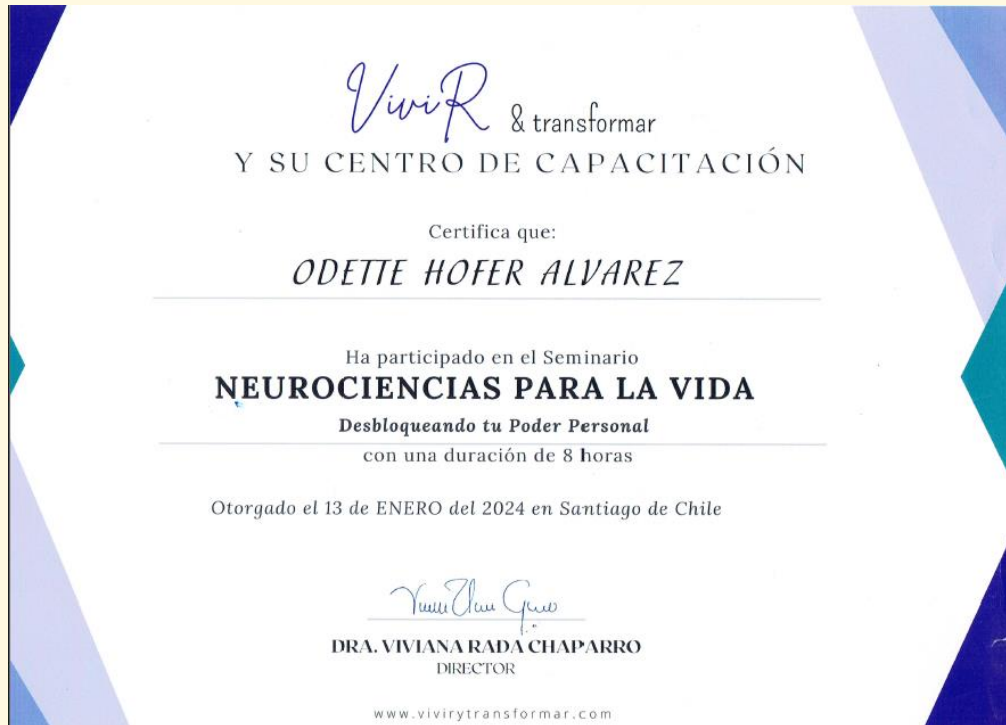 ViviR & transformar
Y SU CENTRO DE CAPACITACIÓN
Certifica que:
ODETTE HOFER ALVAREZ
Ha participado en el Seminario
NEUROCIENCIAS PARA LA VIDA
Desbloqueando tu Poder Personal
con una duración de 8 horas
Otorgado el 13 de ENERO del 2024 en Santiago de Chile
DRA. VIVIANA RADA CHAPARRO
DIRECTOR
www.vivirytransformar.com